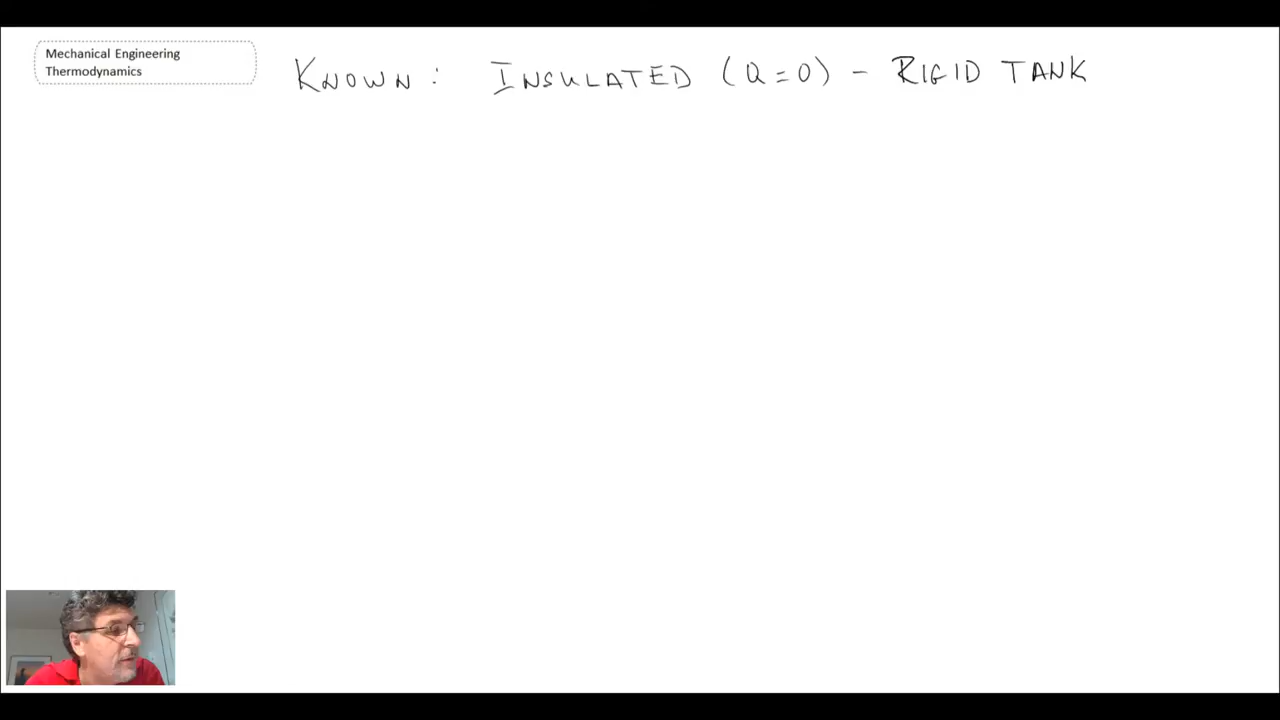 Mechanical Engineering
Thermodynamics
KNOWN: INSULATED (Q=0) - RIGID TANK